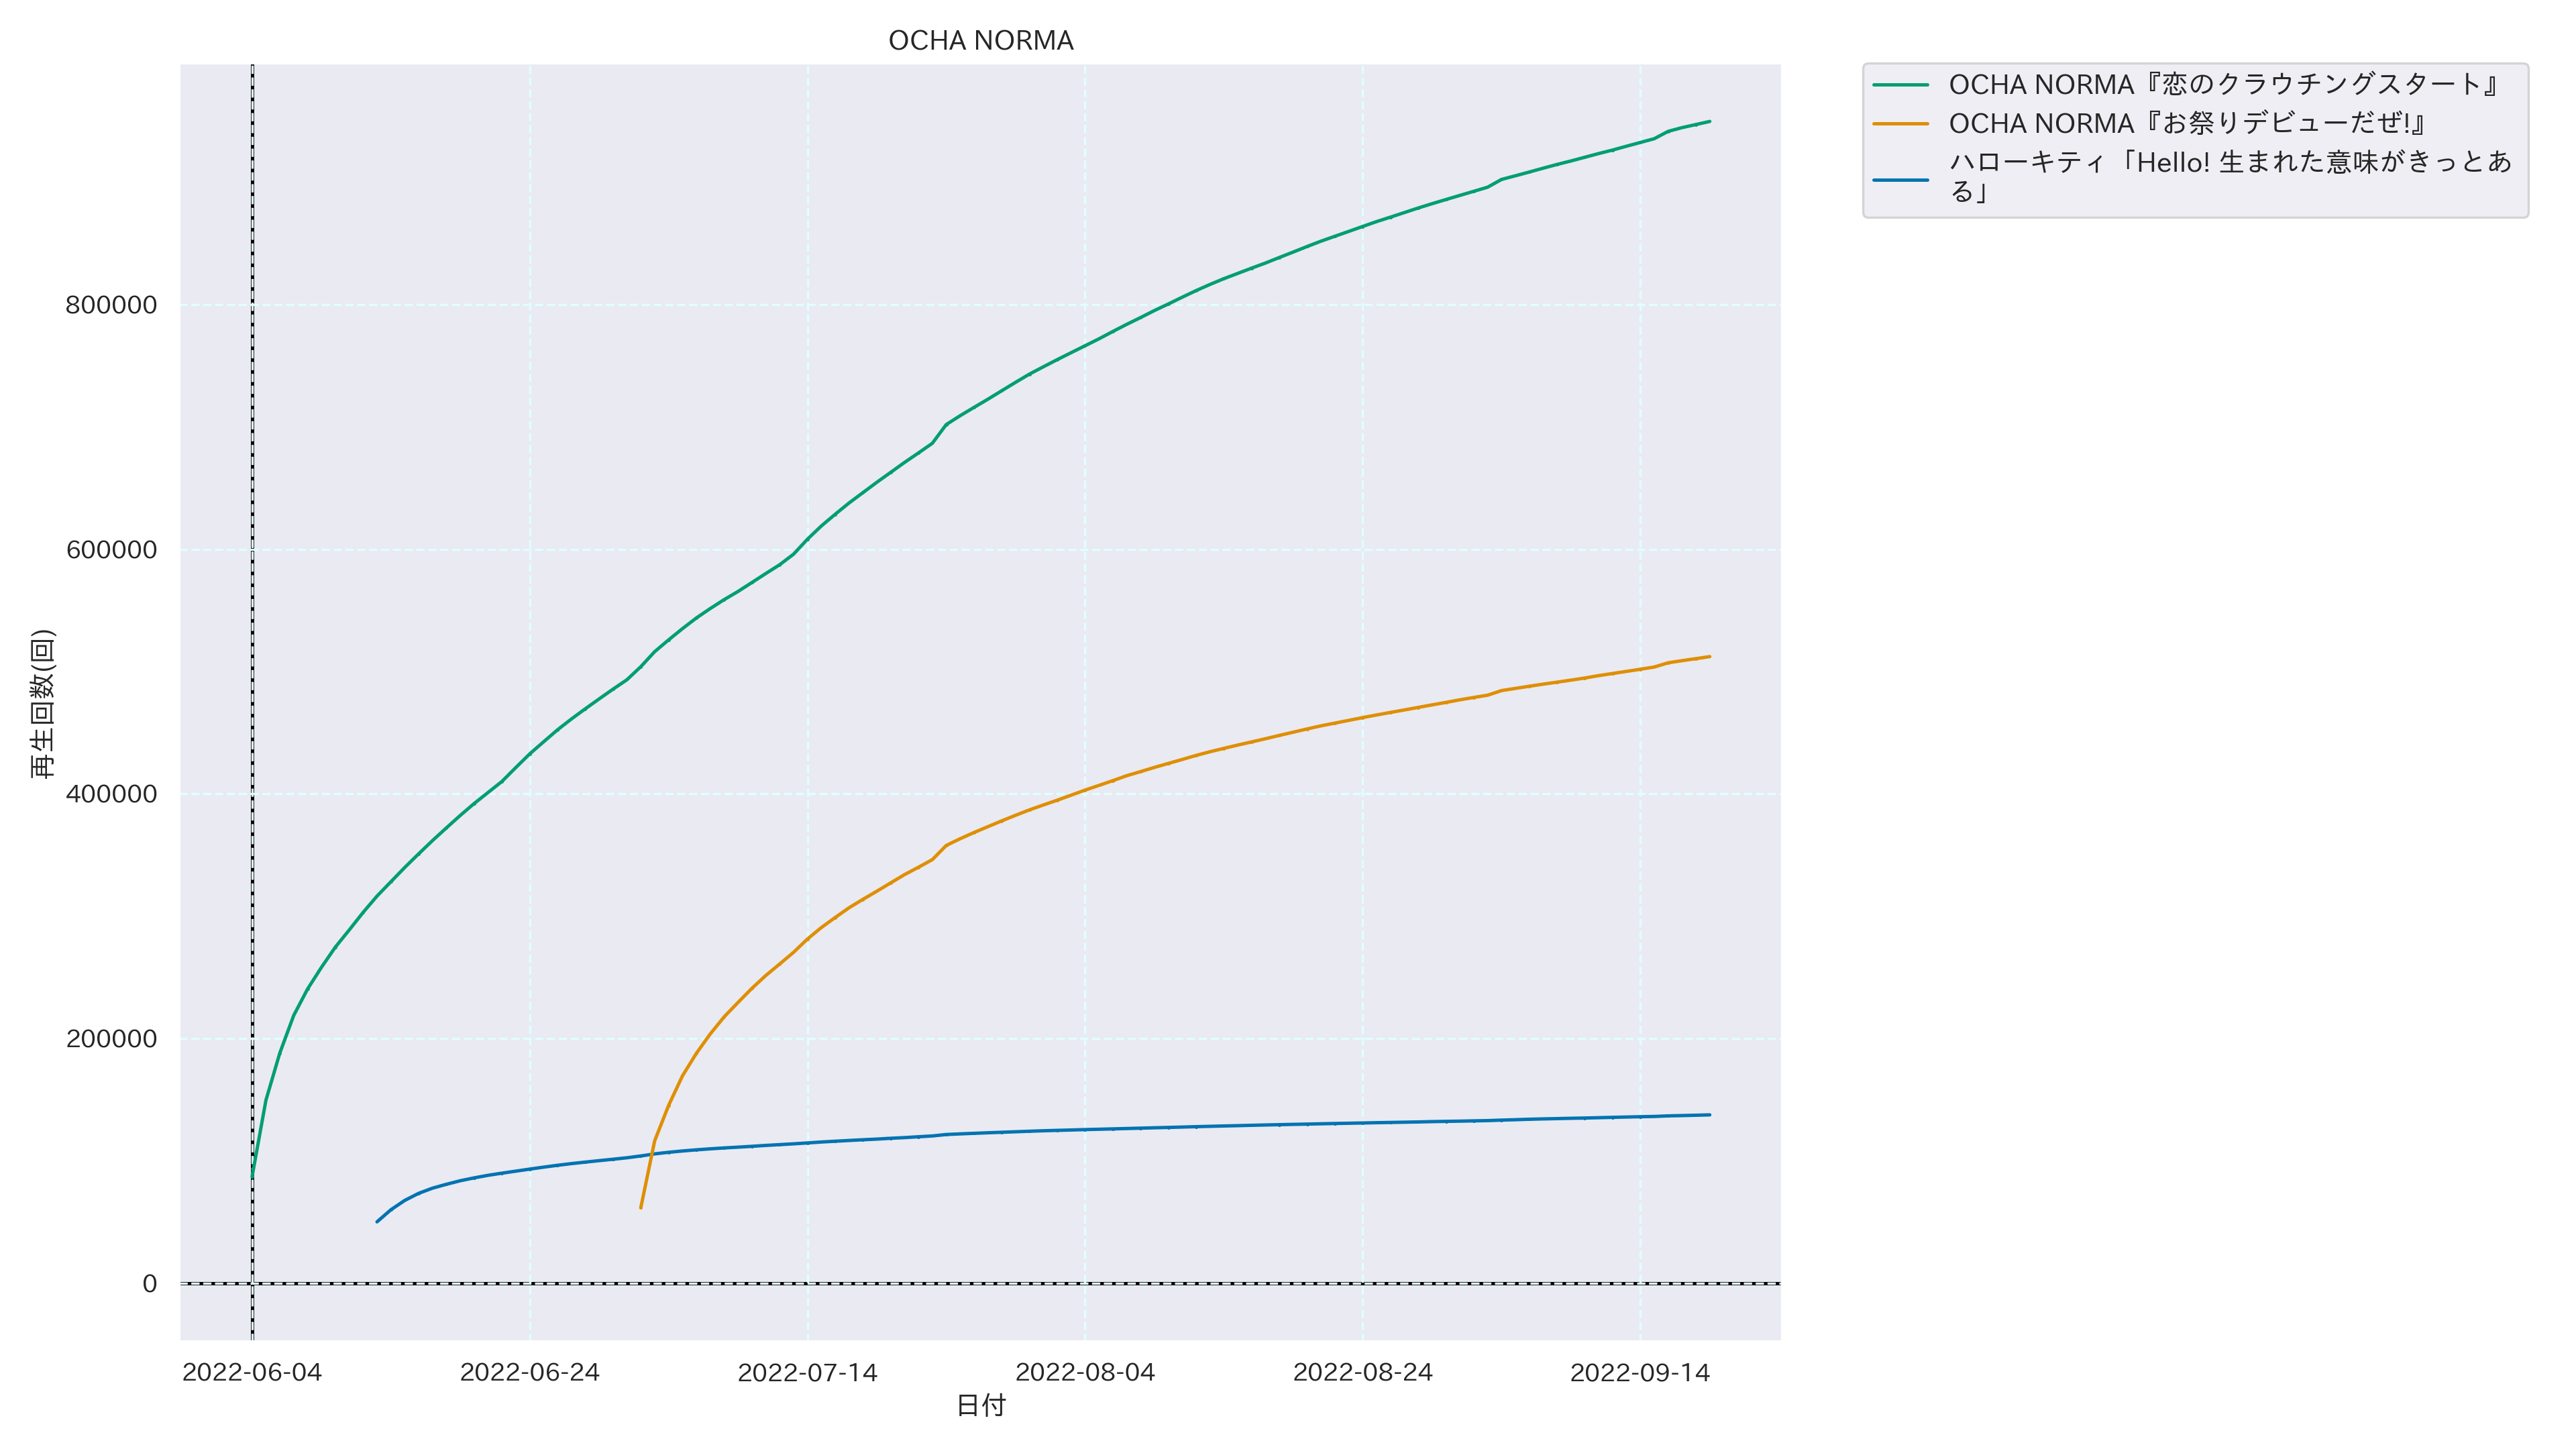 OCHA NORMA
OCHA NORMA『恋のクラウチングスタート』
OCHA NORMA『お祭りデビューだぜ!』
ハローキティ「Hello! 生まれた意味がきっとあ
る」
800000
600000
400000
200000
0
再生回数(回)
2022-06-04
2022-06-24
2022-07-14
2022-08-04
2022-08-24
2022-09-14
日付